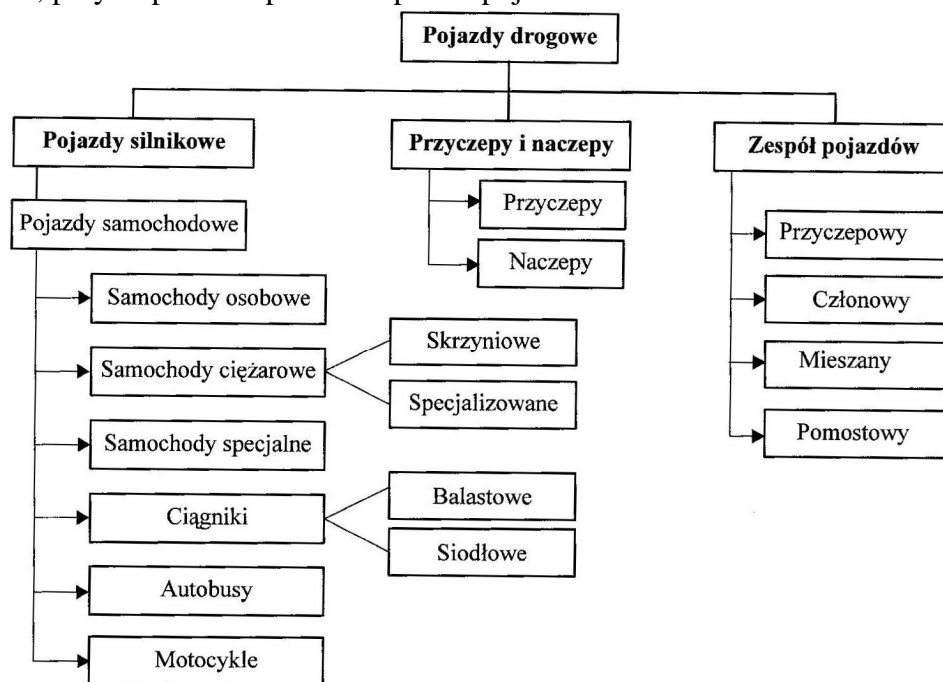 Pojazdy drogowe
Pojazdy silnikowe
Przyczepy i naczepy
Zespół pojazdów
Pojazdy samochodowe
Przyczepy
Naczepy
Przyczepowy
Członowy
Mieszany
Pomostowy
Samochody osobowe
Samochody ciężarowe
Skrzyniowe
Specjalizowane
Samochody specjalne
Ciągniki
Balastowe
Siodłowe
Autobusy
Motocykle